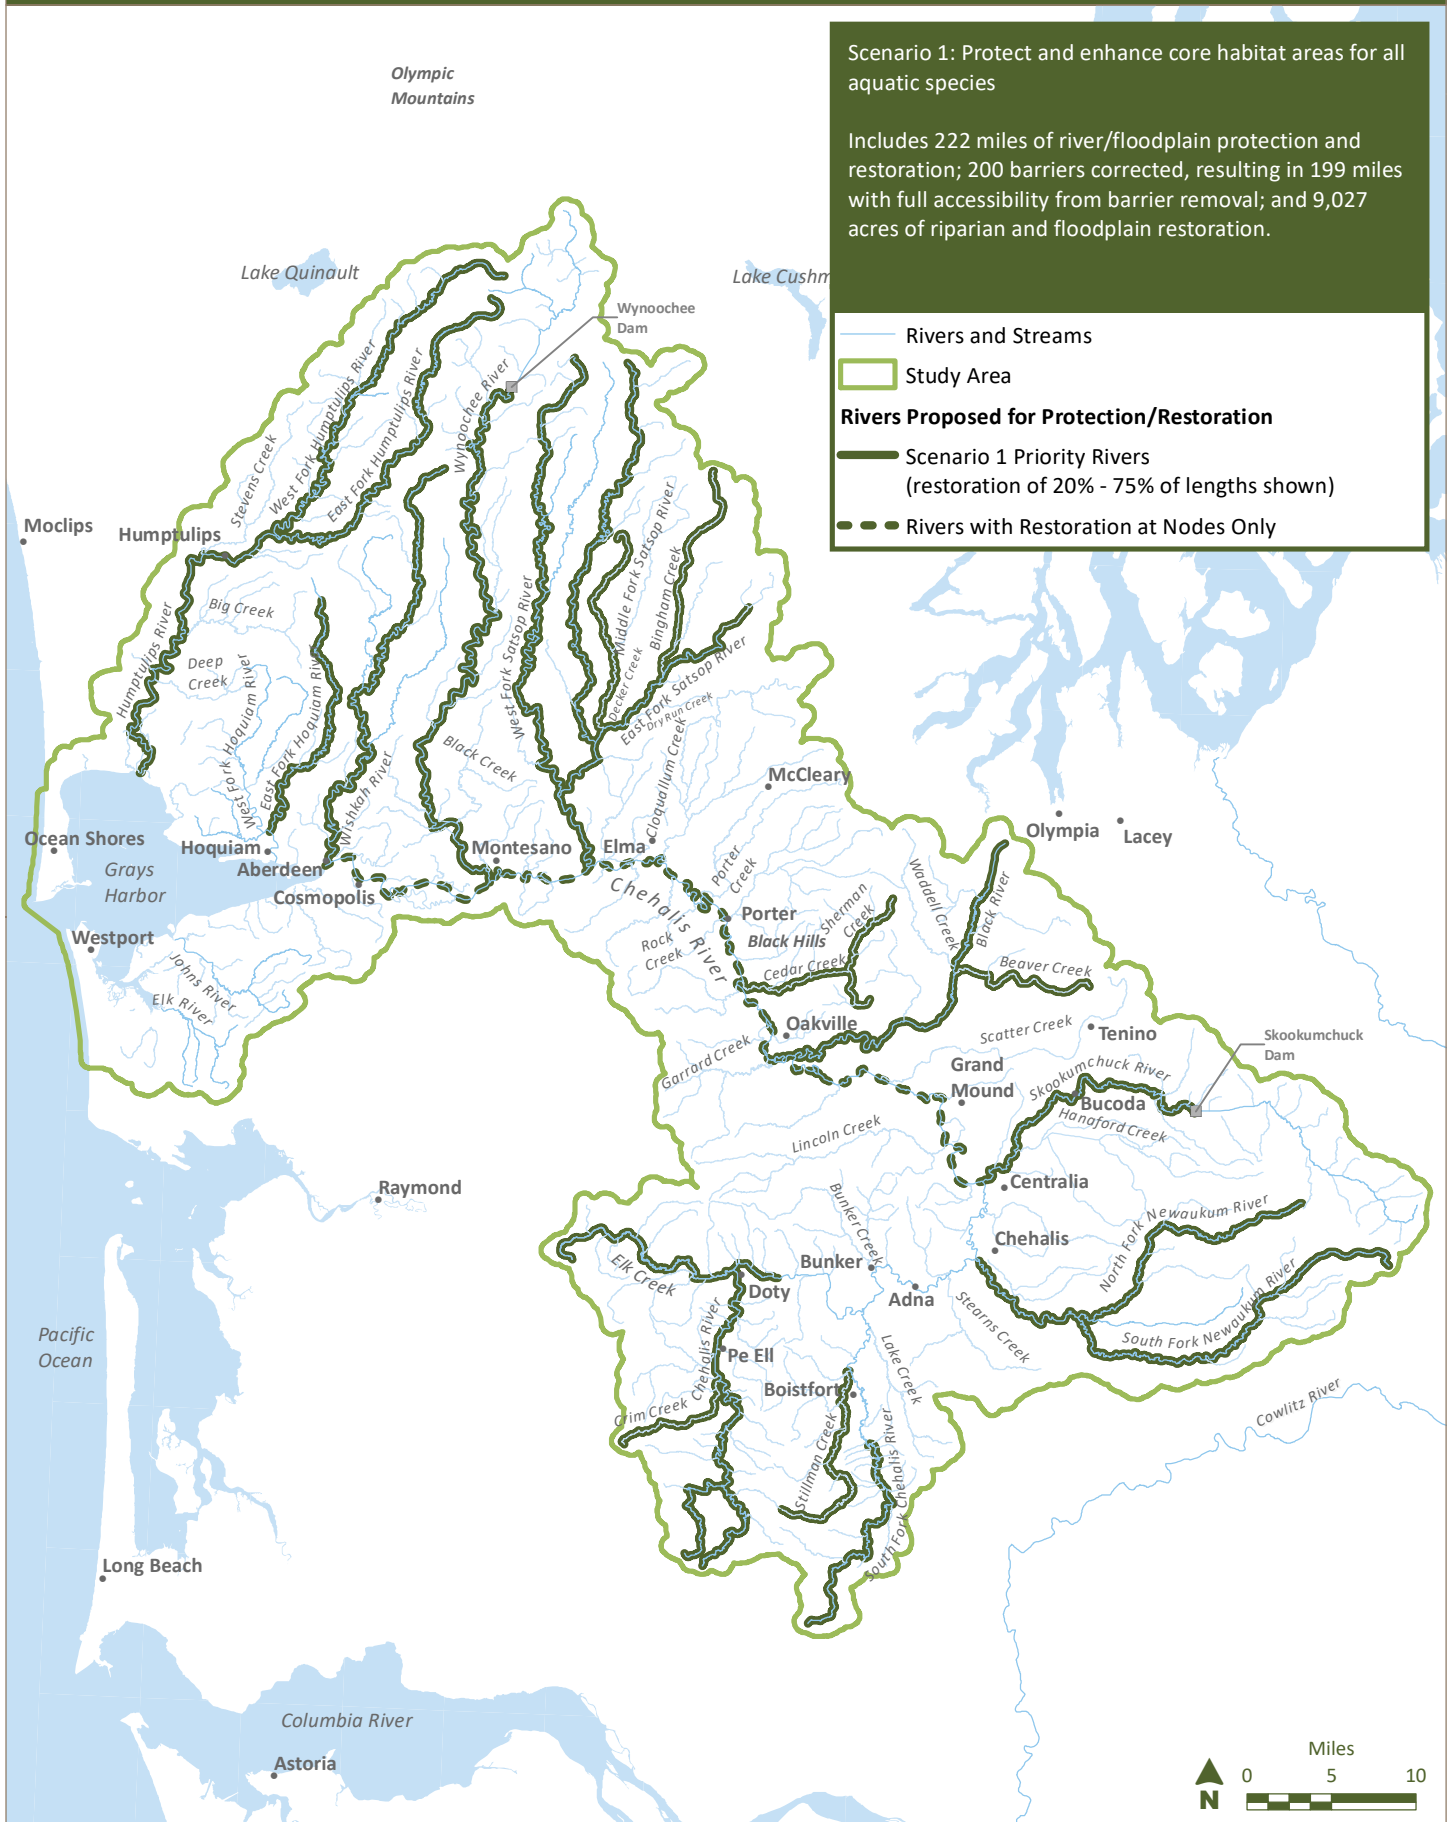 Scenario 1: Protect and enhance core habitat areas for all
aquatic species
Includes 222 miles of river/floodplain protection and
restoration; 200 barriers corrected, resulting in 199 miles
with full accessibility from barrier removal; and 9,027
acres of riparian and floodplain restoration.
Rivers and Streams
Study Area
Rivers Proposed for Protection/Restoration
Scenario 1 Priority Rivers
(restoration of 20% - 75% of lengths shown)
Rivers with Restoration at Nodes Only
Olympic
Mountains
Lake Quinault
Lake Cushm
Wynoochee
Dam
West Fork Humptulips River
East Fork Humptulips River
Wynoochee River
Stevens Creek
Moclips
Humptulips
Humptulips River
Big Creek
Deep
Creek
West Fork Hoquiam River
East Fork Hoquiam River
Wishkah River
Black Creek
West Fork Satsop River
Middle Fork Satsop River
Bingham Creek
Decker Creek
East Fork Satsop River
Dry Run Creek
Cloquallum Creek
McCleary
Olympia
Lacey
Ocean Shores
Grays
Harbor
Hoquiam
Aberdeen
Cosmopolis
Montesano
Elma
Westport
Johns River
Elk River
Chehalis River
Porter
Creek
Porter
Rock
Creek
Black Hills
Sherman
Creek
Cedar Creek
Waddell Creek
Black River
Beaver Creek
Oakville
Garrard Creek
Scatter Creek
Tenino
Grand
Mound
Skookumchuck River
Skookumchuck
Dam
Bucoda
Hanaford Creek
Lincoln Creek
Centralia
Raymond
Bunker Creek
Chehalis
North Fork Newaukum River
Elk Creek
Bunker
Doty
Adna
Stearns Creek
South Fork Newaukum River
Pacific
Ocean
Chehalis River
Pe Ell
Lake Creek
Boistfort
Crim Creek
Stillman Creek
South Fork Chehalis River
Cowlitz River
Long Beach
Columbia River
Astoria
Miles
0 5 10
N